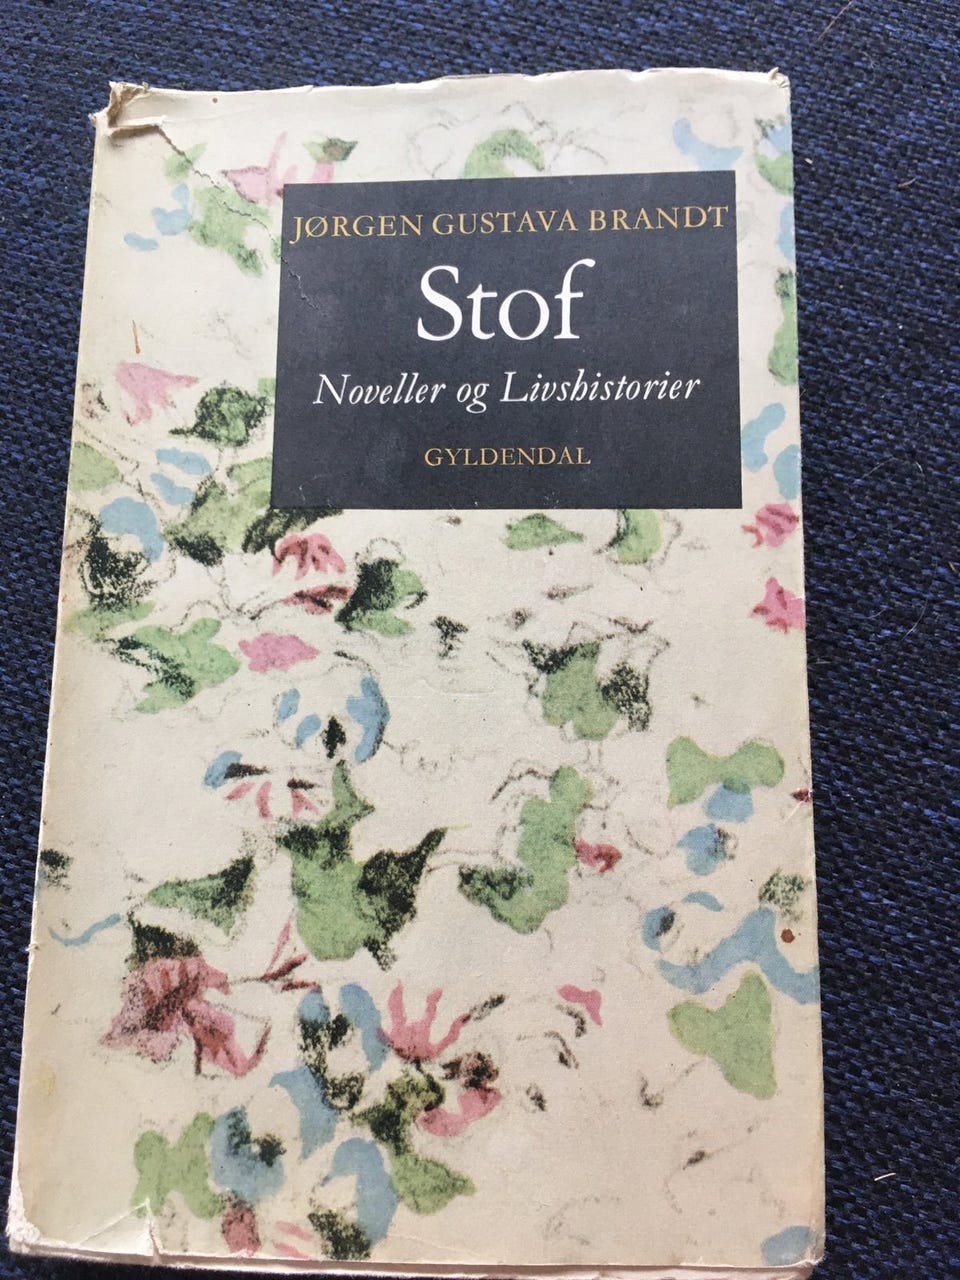 JØRGEN GUSTAVA BRANDT
Stof
Noveller og Livshistorier
GYLDENDAL